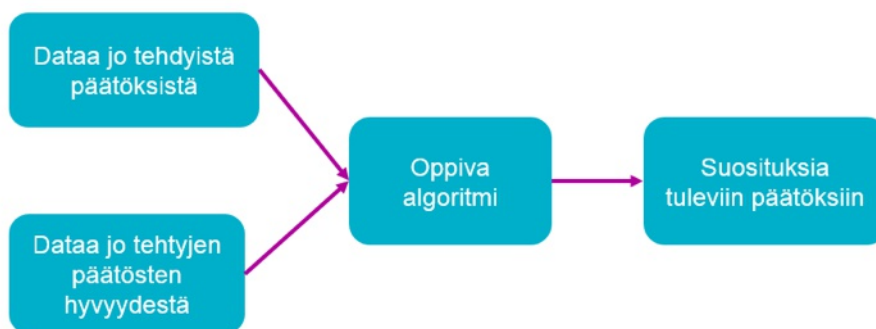 Dataa jo tehdyistä
päätöksistä
Dataa jo tehtyjen
päätösten
hyvyydestä
Oppiva
algoritmi
Suosituksia
tuleviin päätöksiin